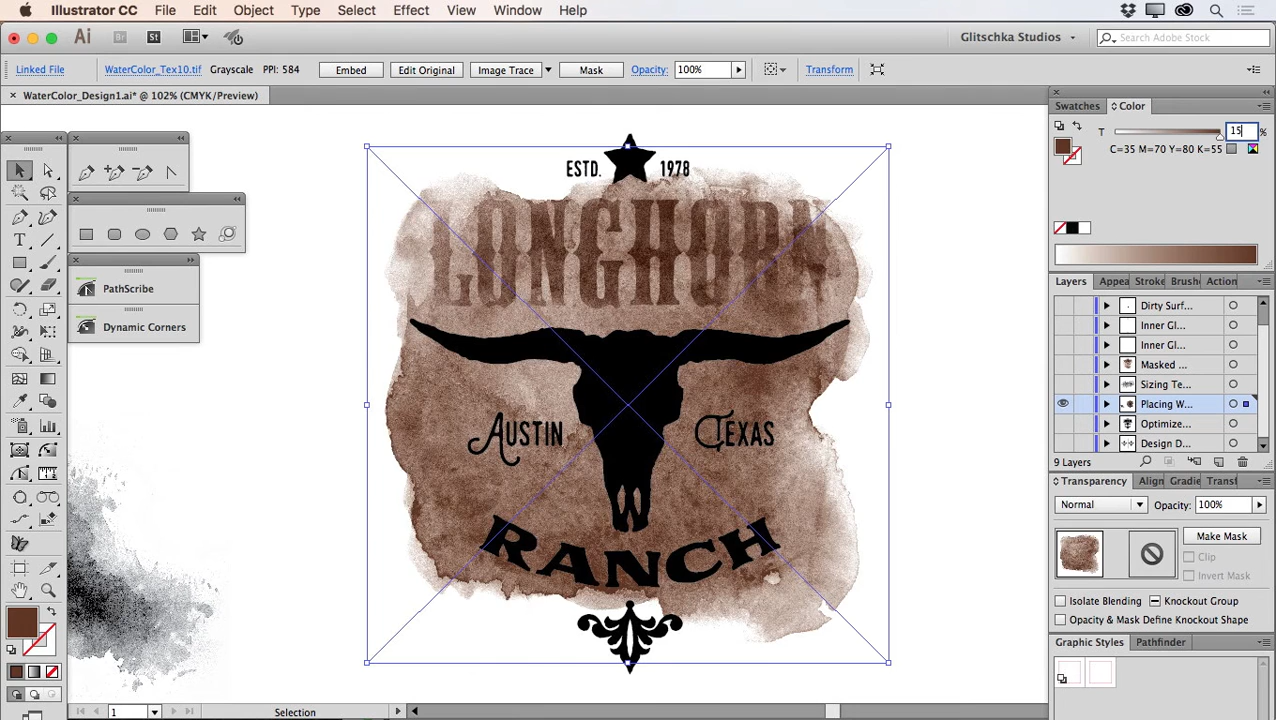 Illustrator CC File Edit Object Type Select Effect View Window Help
Ai Br St Glitschka Studios Search Adobe Stock
Linked File WaterColor_Tex10.tif Grayscale PPI: 584 Embed Edit Original Image Trace Mask Opacity: 100% Transform
× WaterColor_Design1.ai* @ 102% (CMYK/Preview)
Swatches Color
T 15 %
C=35 M=70 Y=80 K=55
PathScribe
Dynamic Corners
ESTD. 1978
LONGHORN
AUSTIN TEXAS
RANCH
Layers Appea Stroke Brushe Action
Dirty Surf...
Inner Gl...
Inner Gl...
Masked ...
Sizing Te...
Placing W...
Optimize...
Design D...
9 Layers
Transparency Align Gradie Transf
Normal Opacity: 100%
Make Mask
Clip
Invert Mask
Isolate Blending Knockout Group
Opacity & Mask Define Knockout Shape
Graphic Styles Pathfinder
1 Selection